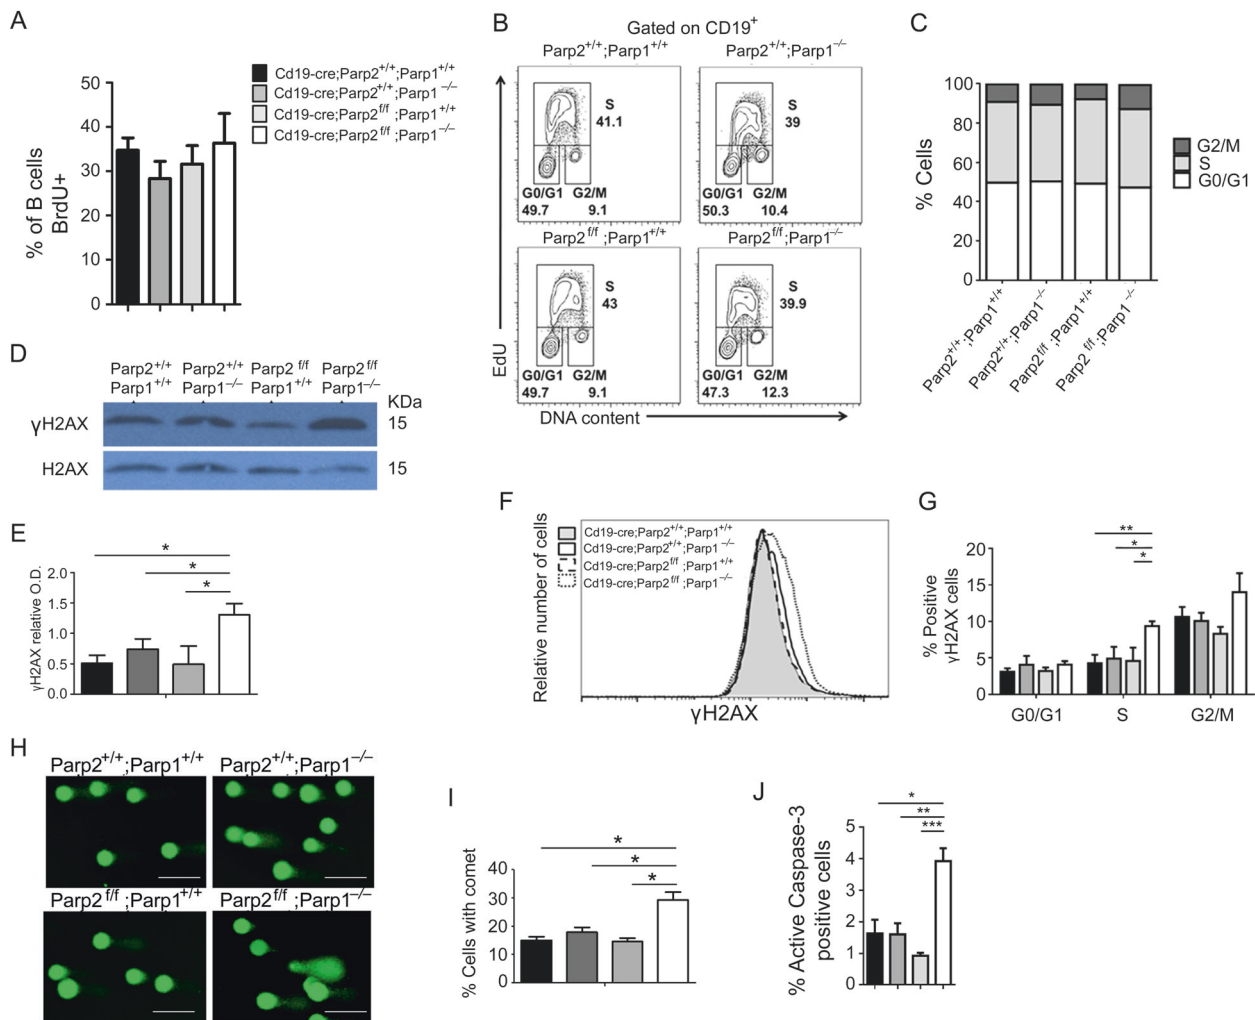 A
Cd19-cre;Parp2+/+;Parp1+/+
Cd19-cre;Parp2+/+;Parp1 −/−
Cd19-cre;Parp2f/f ;Parp1+/+
Cd19-cre;Parp2f/f ;Parp1−/−
% of B cells
BrdU+
50
40
30
20
10
0
B
Gated on CD19+
Parp2+/+;Parp1+/+
Parp2+/+;Parp1−/−
S
41.1
G0/G1 G2/M
49.7 9.1
S
39
G0/G1 G2/M
50.3 10.4
Parp2f/f ;Parp1+/+
Parp2f/f ;Parp1−/−
S
43
G0/G1 G2/M
49.7 9.1
S
39.9
G0/G1 G2/M
47.3 12.3
EdU
DNA content
C
% Cells
100
80
60
40
20
0
G2/M
S
G0/G1
Parp2+/+;Parp1+/+
Parp2+/+;Parp1−/−
Parp2f/f ;Parp1+/+
Parp2 f/f ;Parp1 −/−
D
Parp2+/+ Parp2+/+ Parp2 f/f Parp2 f/f
Parp1+/+ Parp1−/− Parp1+/+ Parp1−/−
KDa
γH2AX 15
H2AX 15
E
γH2AX relative O.D.
2.0
1.5
1.0
0.5
0.0
*
*
*
F
Relative number of cells
Cd19-cre;Parp2+/+;Parp1+/+
Cd19-cre;Parp2+/+;Parp1 −/−
Cd19-cre;Parp2f/f ;Parp1+/+
Cd19-cre;Parp2f/f ;Parp1−/−
γH2AX
G
% Positive
γH2AX cells
20
15
10
5
0
**
*
*
G0/G1 S G2/M
H
Parp2+/+;Parp1+/+
Parp2+/+;Parp1−/−
Parp2f/f ;Parp1+/+
Parp2f/f ;Parp1−/−
I
% Cells with comet
40
30
20
10
0
*
*
*
J
% Active Caspase-3
positive cells
5
4
3
2
1
0
*
**
***